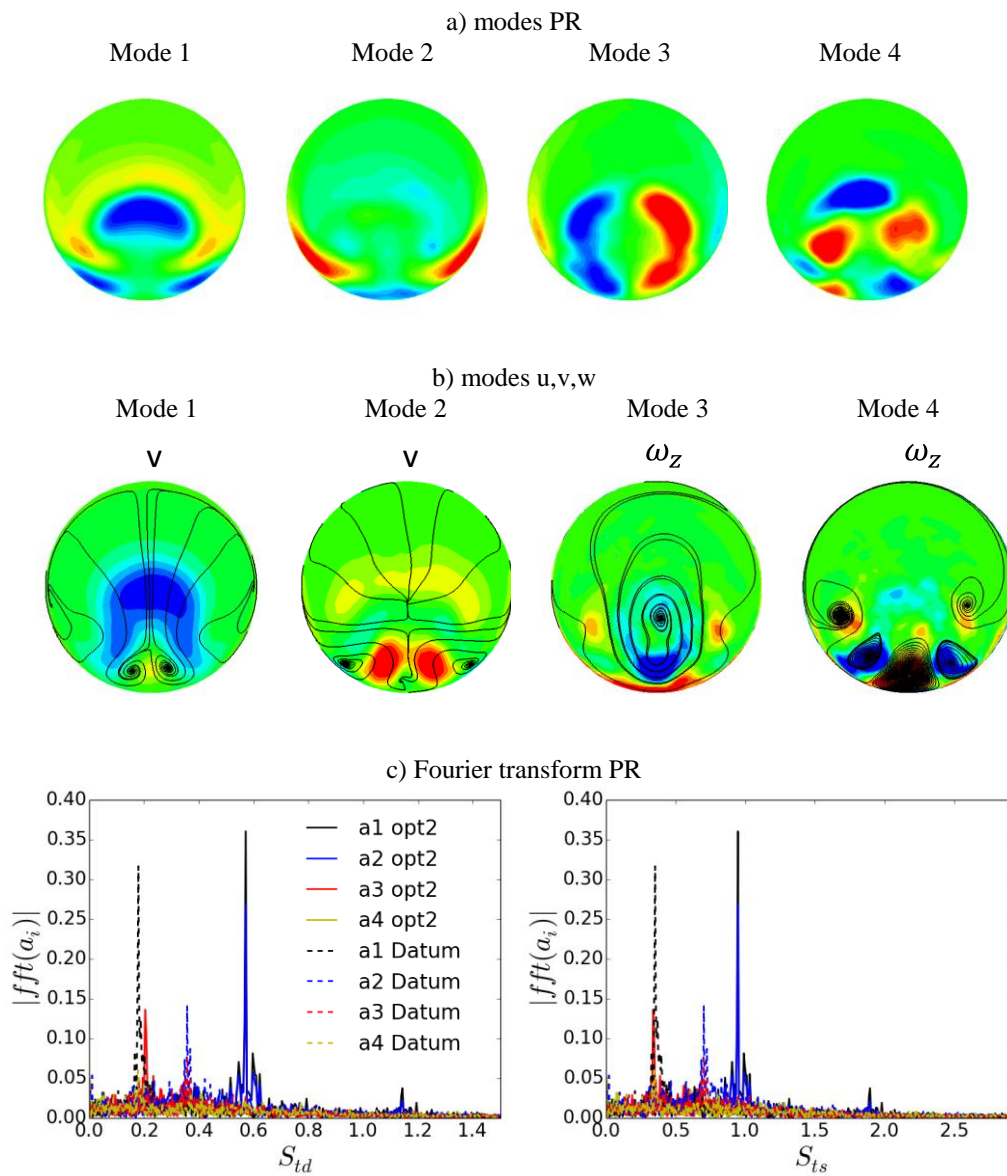 a) modes PR
Mode 1 Mode 2 Mode 3 Mode 4
b) modes u,v,w
Mode 1 Mode 2 Mode 3 Mode 4
v v ω_z ω_z
c) Fourier transform PR
0.40
0.35
0.30
0.25
0.20
0.15
0.10
0.05
0.00
|fft(a_i)|
a1 opt2
a2 opt2
a3 opt2
a4 opt2
a1 Datum
a2 Datum
a3 Datum
a4 Datum
0.0 0.2 0.4 0.6 0.8 1.0 1.2 1.4
S_{td}
0.40
0.35
0.30
0.25
0.20
0.15
0.10
0.05
0.00
|fft(a_i)|
0.0 0.5 1.0 1.5 2.0 2.5
S_{ts}